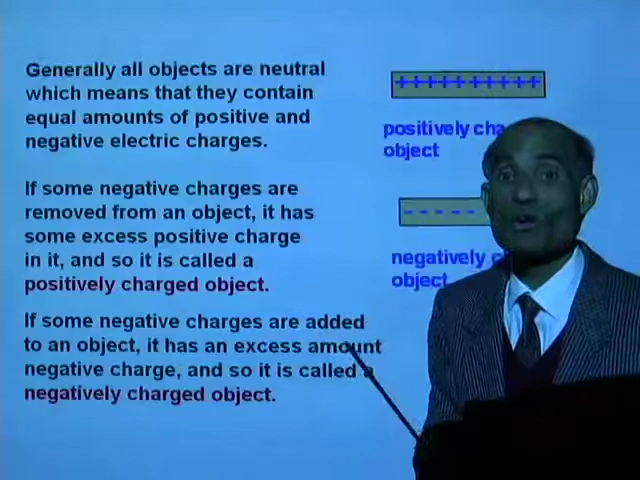 Generally all objects are neutral
which means that they contain
equal amounts of positive and
negative electric charges.
If some negative charges are
removed from an object, it has
some excess positive charge
in it, and so it is called a
positively charged object.
If some negative charges are added
to an object, it has an excess amount
negative charge, and so it is called a
negatively charged object.
+ + + + + + + + + +
positively cha
object
- - - - -
negatively c
object